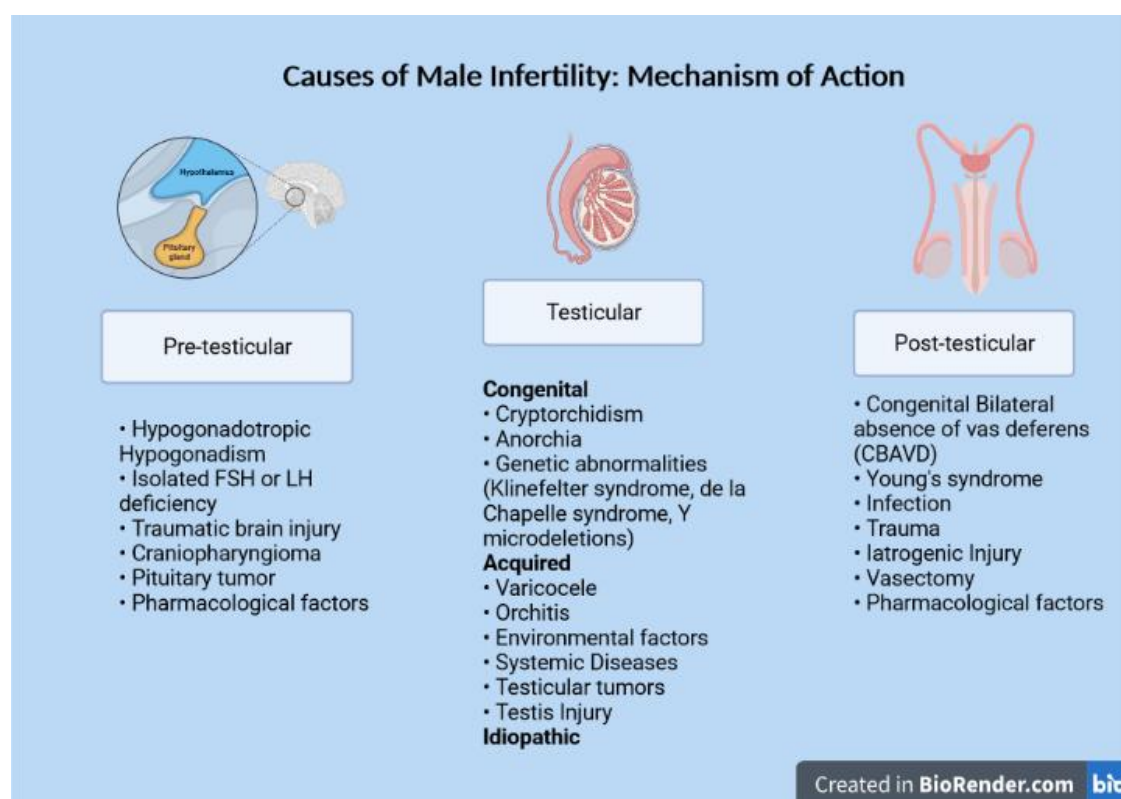 Causes of Male Infertility: Mechanism of Action
Hypothalamus
Pituitary
gland
Pre-testicular
• Hypogonadotropic
Hypogonadism
• Isolated FSH or LH
deficiency
• Traumatic brain injury
• Craniopharyngioma
• Pituitary tumor
• Pharmacological factors
Testicular
Congenital
• Cryptorchidism
• Anorchia
• Genetic abnormalities
(Klinefelter syndrome, de la
Chapelle syndrome, Y
microdeletions)
Acquired
• Varicocele
• Orchitis
• Environmental factors
• Systemic Diseases
• Testicular tumors
• Testis Injury
Idiopathic
Post-testicular
• Congenital Bilateral
absence of vas deferens
(CBAVD)
• Young's syndrome
• Infection
• Trauma
• Iatrogenic Injury
• Vasectomy
• Pharmacological factors
Created in BioRender.com